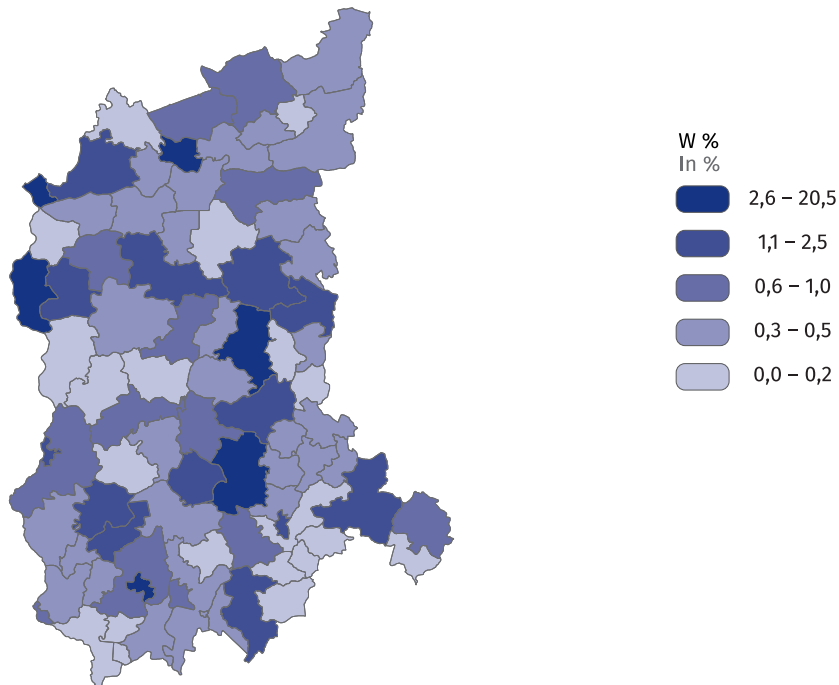 W %
In %
2,6 – 20,5
1,1 – 2,5
0,6 – 1,0
0,3 – 0,5
0,0 – 0,2